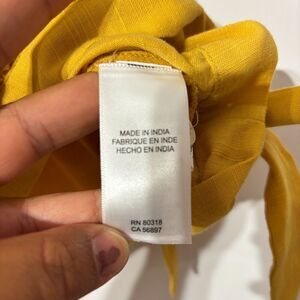 MADE IN INDIA
FABRIQUE EN INDE
HECHO EN INDIA
RN 80318
CA 56897